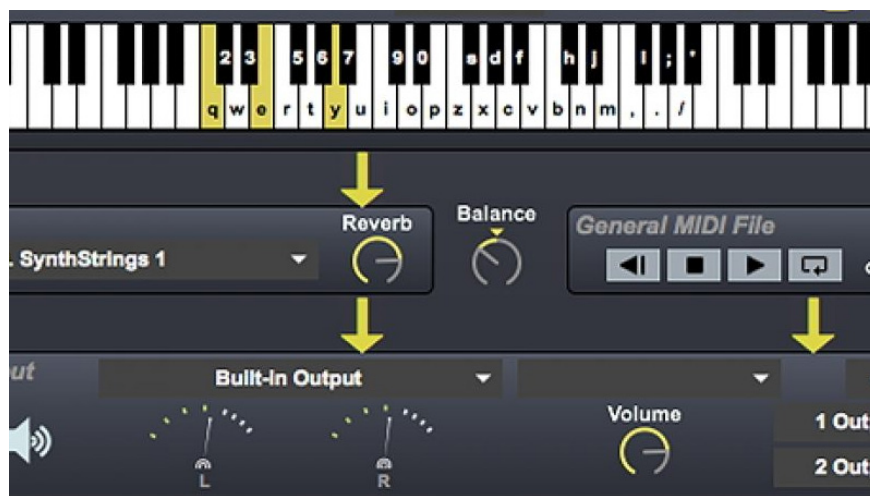 2 3 5 6 7 9 0 s d f h j l ; '
q w e r t y u i o p z x c v b n m , . /
Reverb
Balance
General MIDI File
. SynthStrings 1
ut
Built-in Output
Volume
1 Out
2 Out
L
R